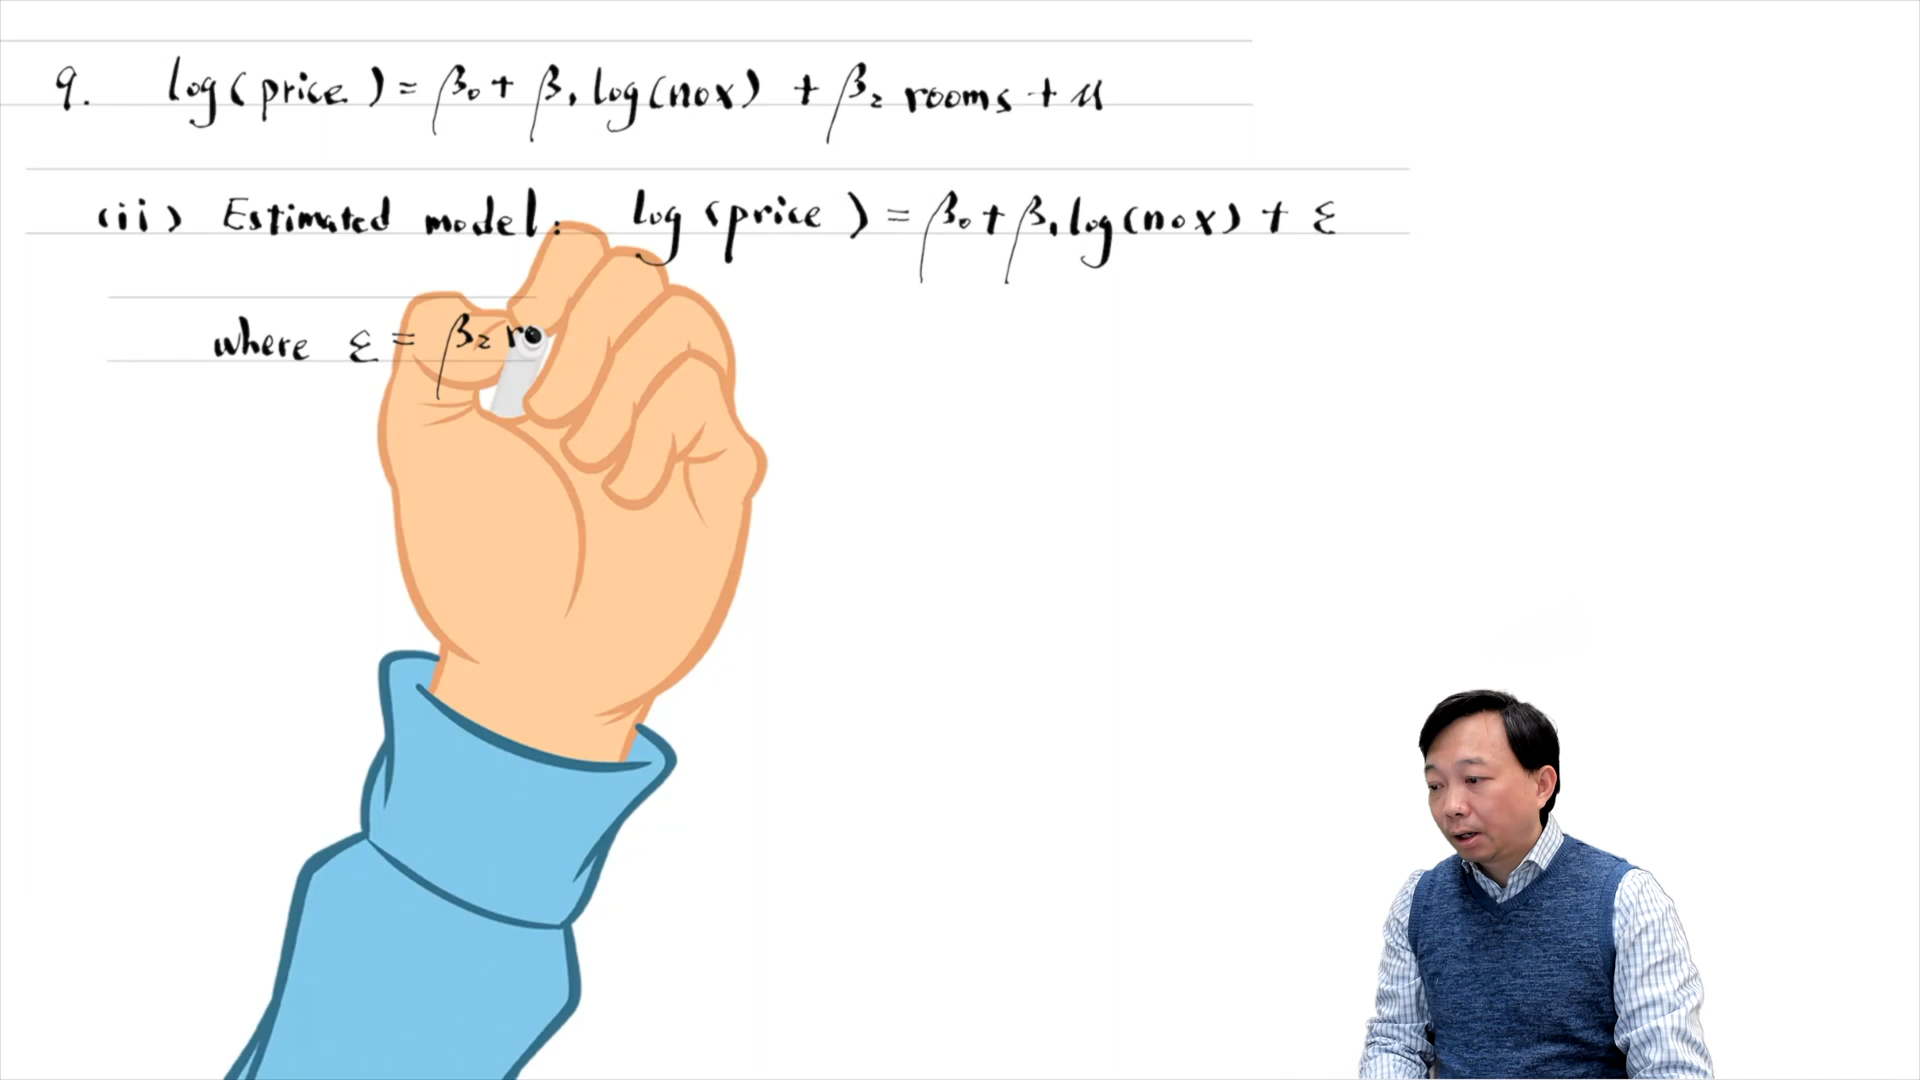 9. log(price) = β₀ + β₁ log(nox) + β₂ rooms + u
(ii) Estimated model: log(price) = β₀ + β₁ log(nox) + ε
where ε = β₂ ro